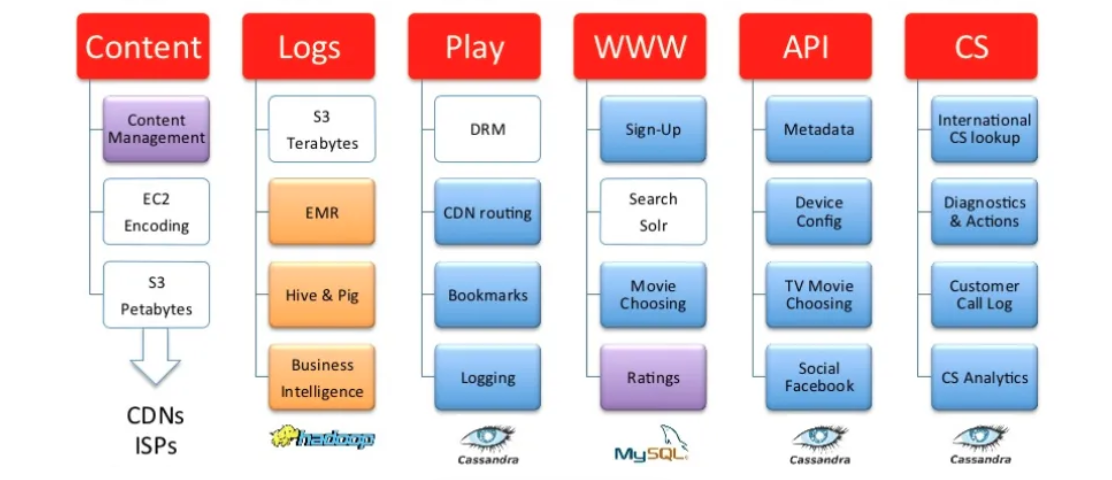 Content
Logs
Play
WWW
API
CS
Content
Management
EC2
Encoding
S3
Petabytes
CDNs
ISPs
S3
Terabytes
EMR
Hive & Pig
Business
Intelligence
hadoop
DRM
CDN routing
Bookmarks
Logging
Cassandra
Sign-Up
Search
Solr
Movie
Choosing
Ratings
MySQL
Metadata
Device
Config
TV Movie
Choosing
Social
Facebook
Cassandra
International
CS lookup
Diagnostics
& Actions
Customer
Call Log
CS Analytics
Cassandra